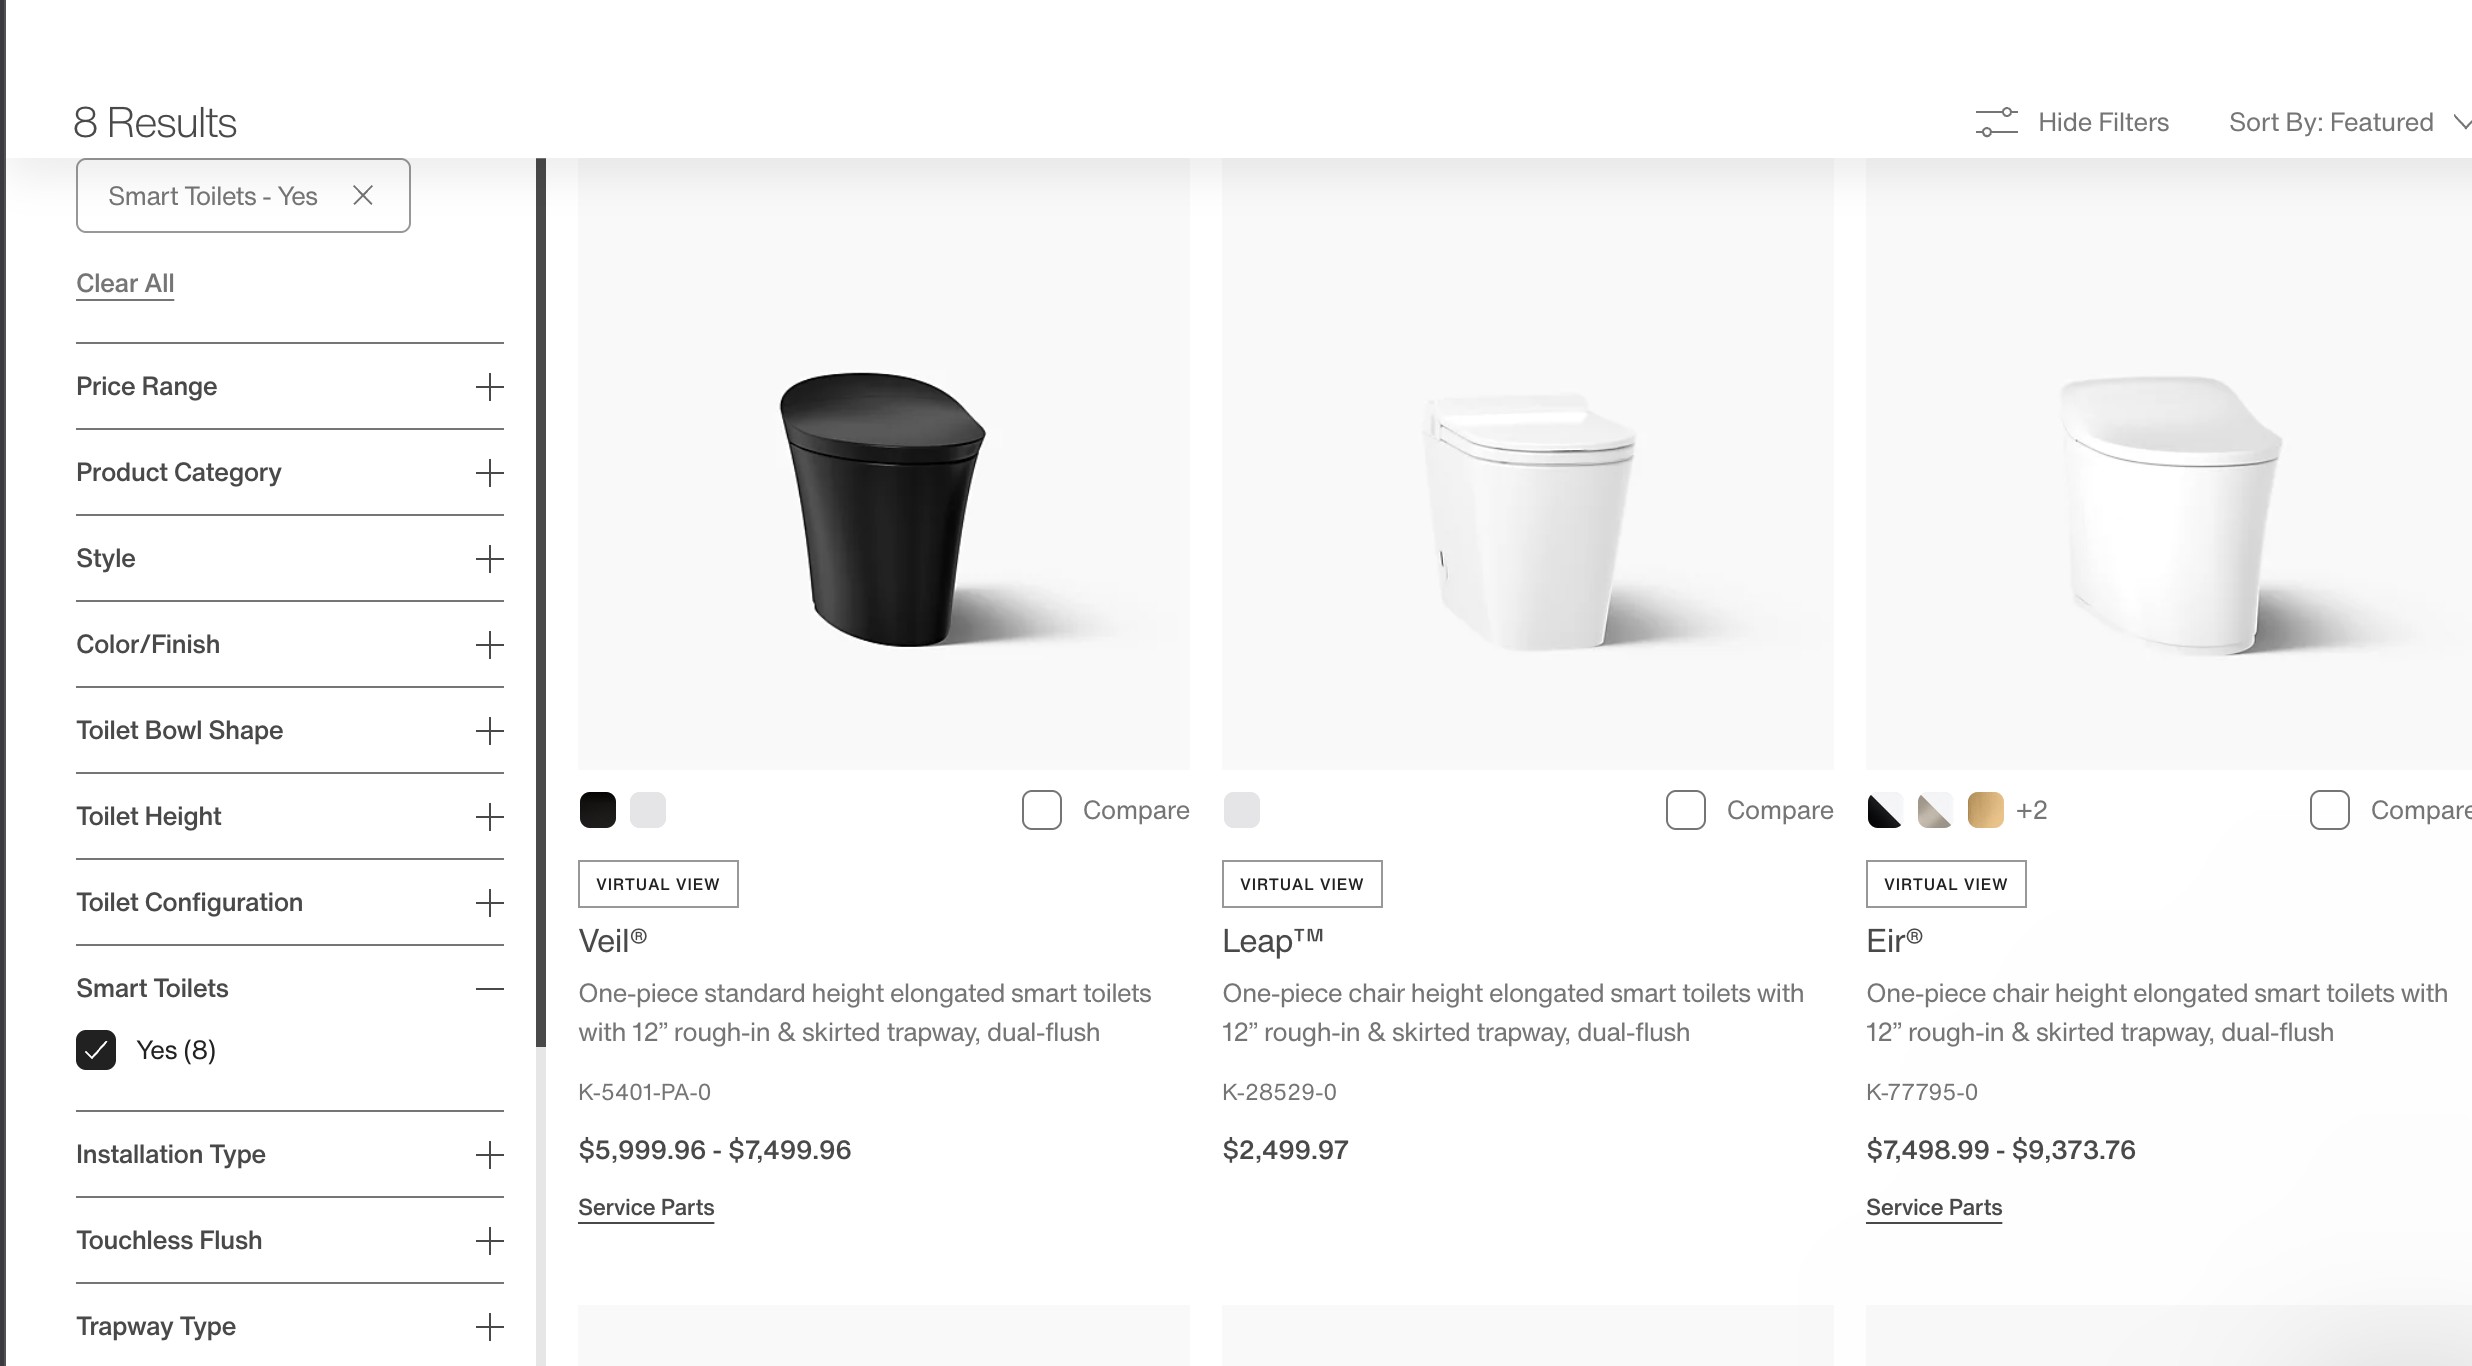 8 Results
Hide Filters
Sort By: Featured
Smart Toilets - Yes
Clear All
Price Range
Product Category
Style
Color/Finish
Toilet Bowl Shape
Toilet Height
Toilet Configuration
Smart Toilets
Yes (8)
Installation Type
Touchless Flush
Trapway Type
Compare
VIRTUAL VIEW
Veil®
One-piece standard height elongated smart toilets
with 12” rough-in & skirted trapway, dual-flush
K-5401-PA-0
$5,999.96 - $7,499.96
Service Parts
Compare
VIRTUAL VIEW
Leap™
One-piece chair height elongated smart toilets with
12” rough-in & skirted trapway, dual-flush
K-28529-0
$2,499.97
+2
Compare
VIRTUAL VIEW
Eir®
One-piece chair height elongated smart toilets with
12” rough-in & skirted trapway, dual-flush
K-77795-0
$7,498.99 - $9,373.76
Service Parts